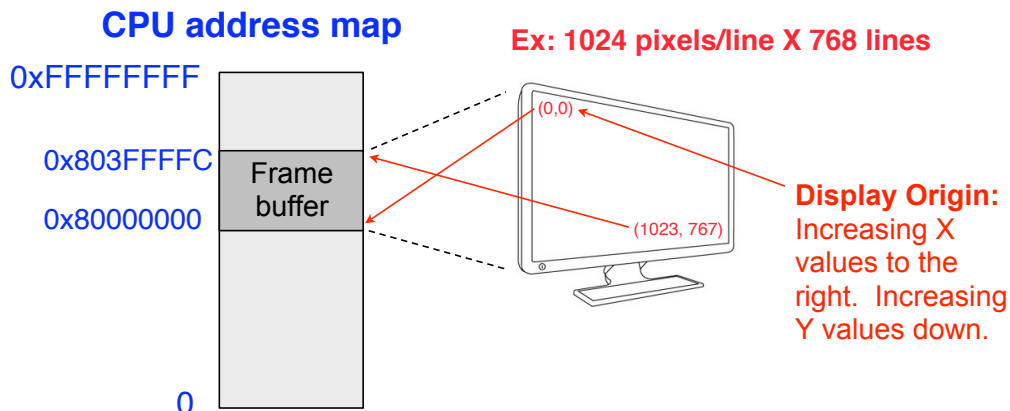 CPU address map
Ex: 1024 pixels/line X 768 lines
0xFFFFFFFF
0x803FFFFC
0x80000000
0
Frame
buffer
(0,0)
(1023, 767)
Display Origin:
Increasing X
values to the
right. Increasing
Y values down.